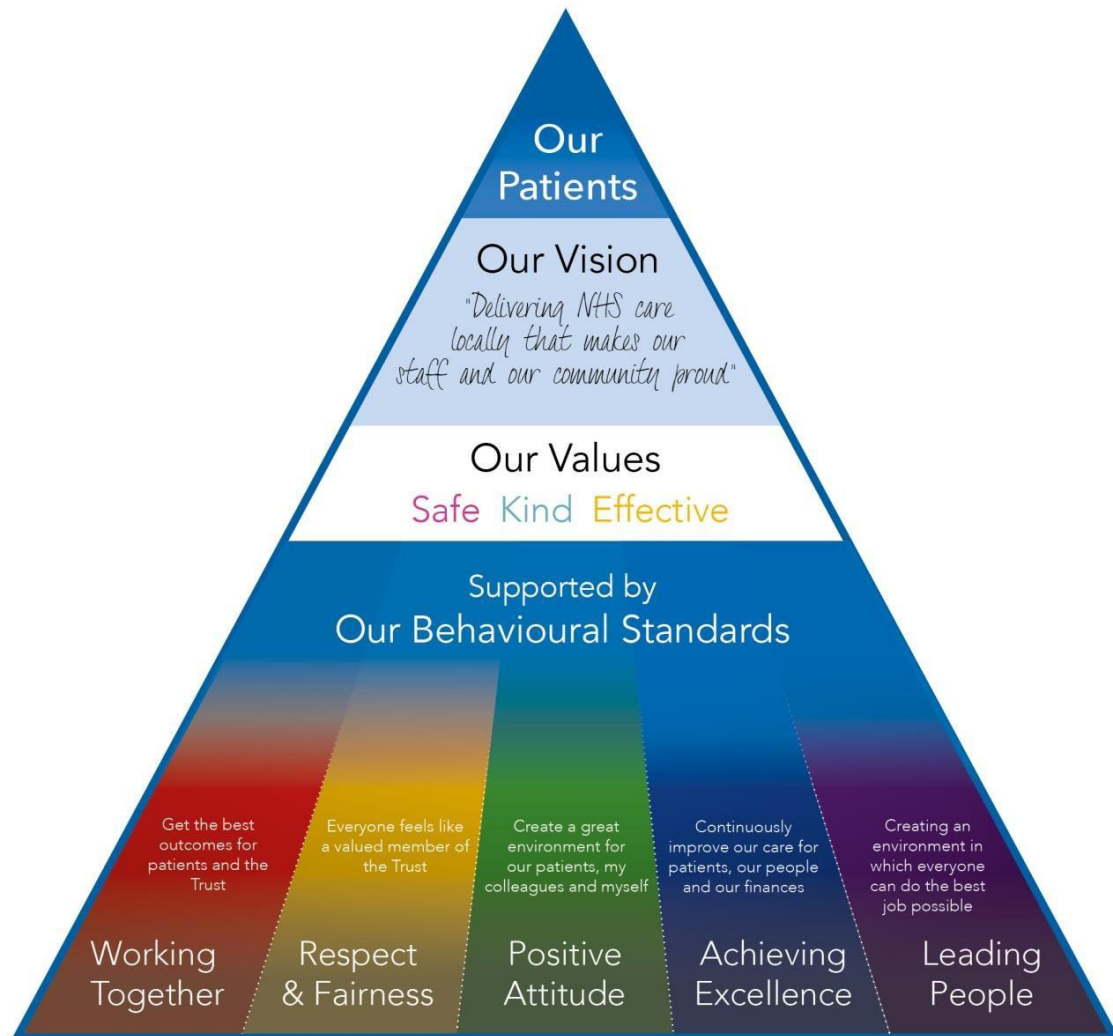 Our
Patients
Our Vision
"Delivering NHS care
locally that makes our
staff and our community proud"
Our Values
Safe Kind Effective
Supported by
Our Behavioural Standards
Get the best
outcomes for
patients and the
Trust
Working
Together
Everyone feels like
a valued member of
the Trust
Respect
& Fairness
Create a great
environment for
our patients, my
colleagues and myself
Positive
Attitude
Continuously
improve our care for
patients, our people
and our finances
Achieving
Excellence
Creating an
environment in
which everyone
can do the best
job possible
Leading
People